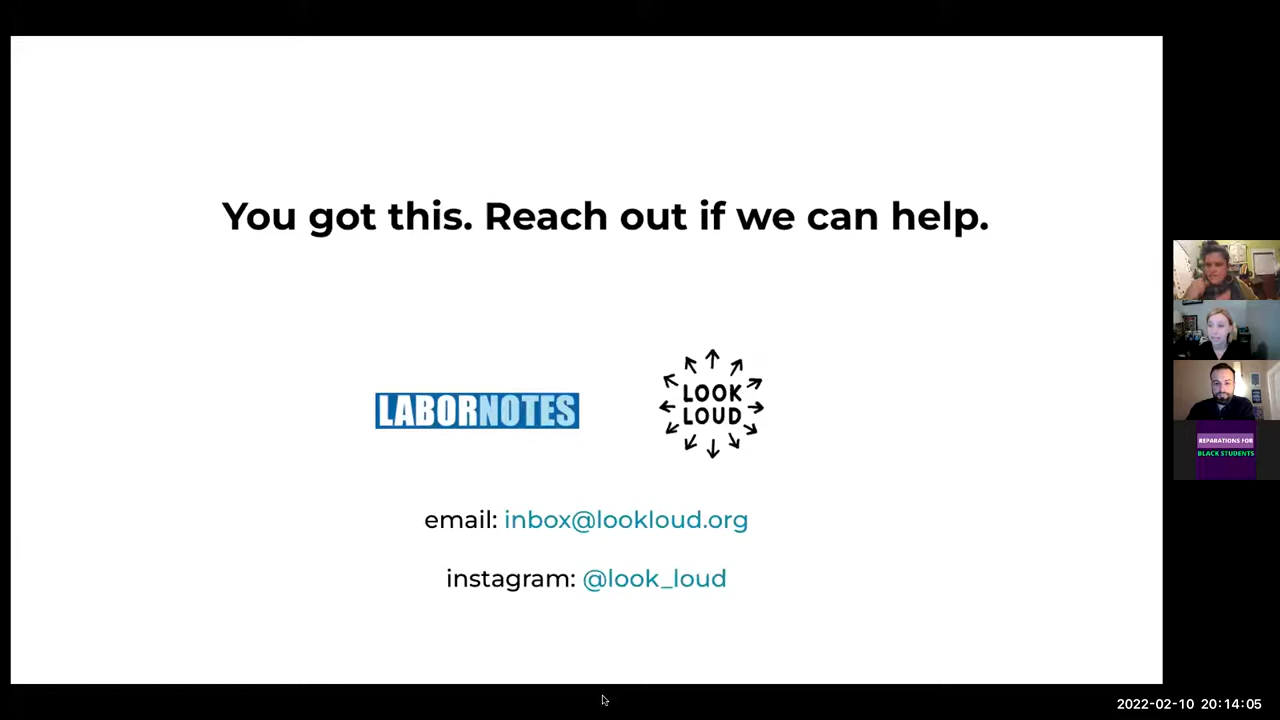 You got this. Reach out if we can help.
LABORNOTES
LOOK
LOUD
email: inbox@lookloud.org
instagram: @look_loud
REPARATIONS FOR
BLACK STUDENTS
2022-02-10 20:14:05